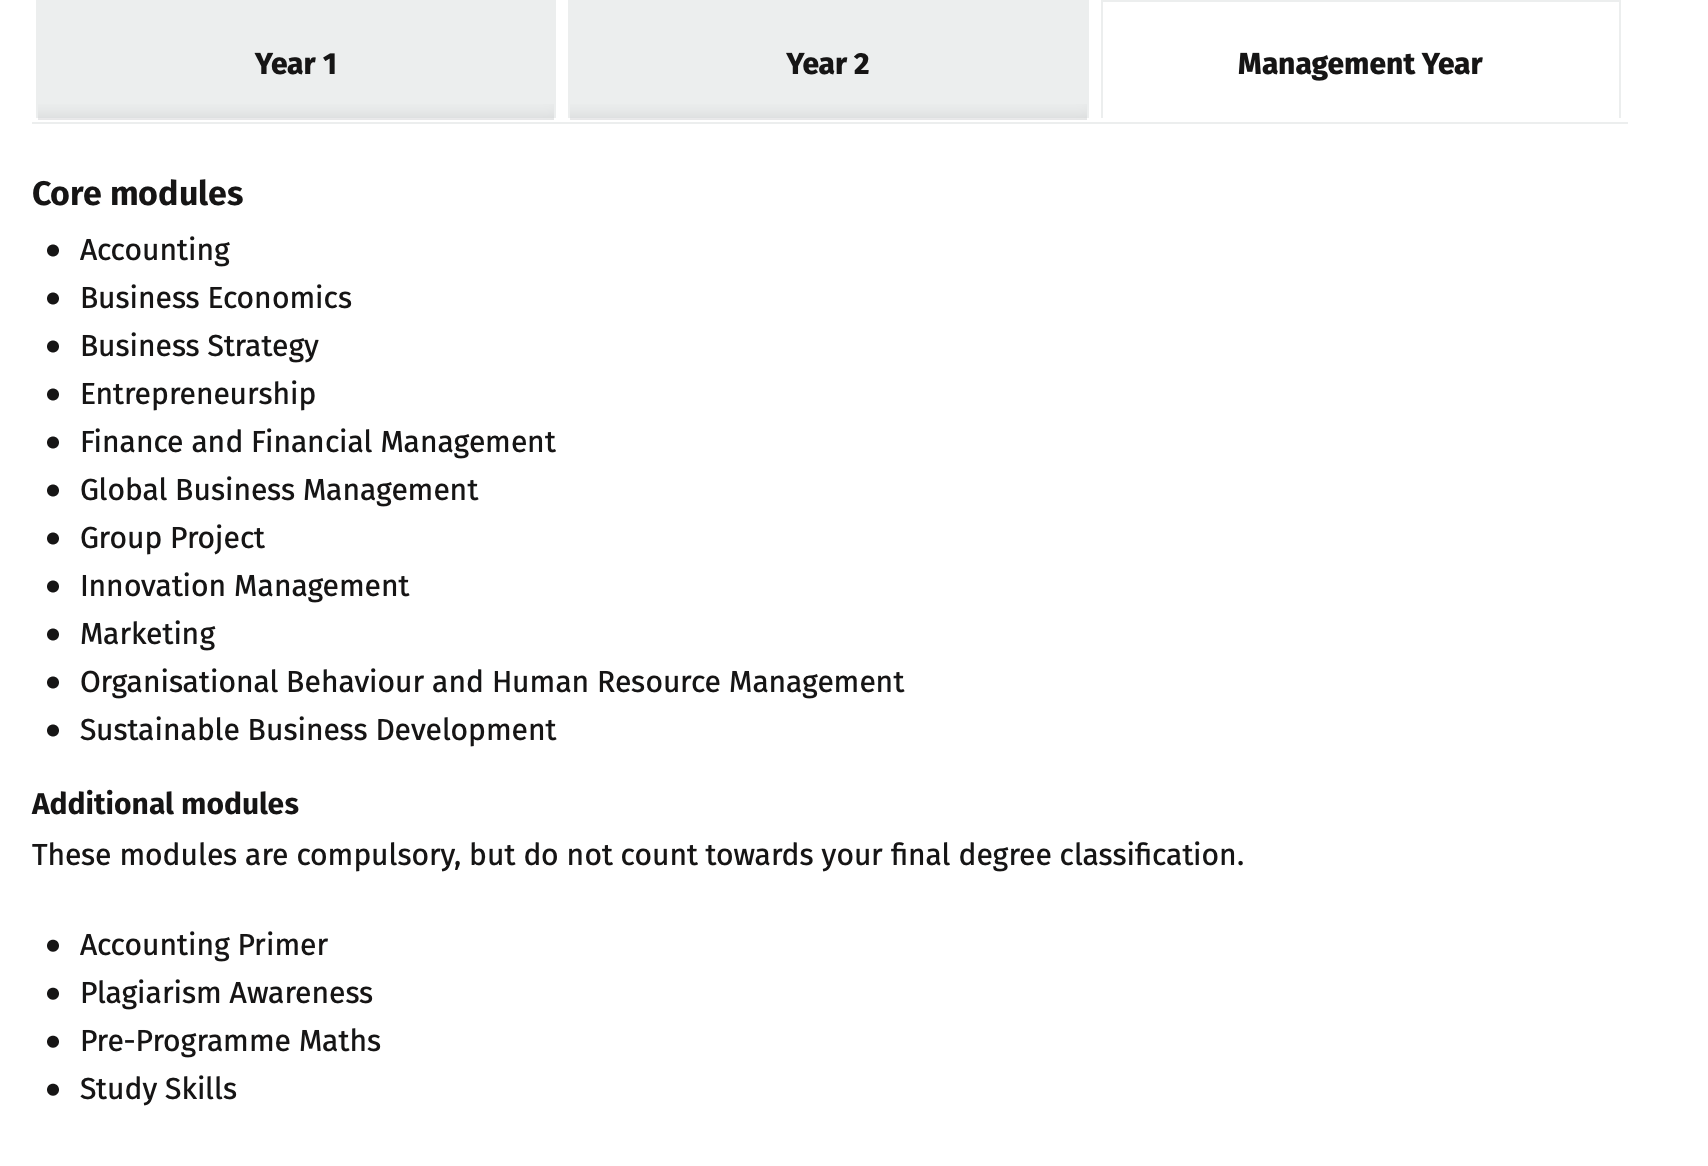 Year 1
Year 2
Management Year
Core modules
Accounting
Business Economics
Business Strategy
Entrepreneurship
Finance and Financial Management
Global Business Management
Group Project
Innovation Management
Marketing
Organisational Behaviour and Human Resource Management
Sustainable Business Development
Additional modules
These modules are compulsory, but do not count towards your final degree classification.
Accounting Primer
Plagiarism Awareness
Pre-Programme Maths
Study Skills